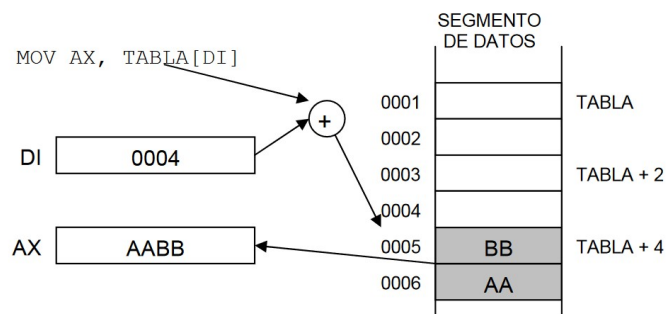 SEGMENTO
DE DATOS
MOV AX, TABLA[DI]
0001 TABLA
+
0002
DI 0004
0003 TABLA + 2
0004
AX AABB
0005 BB TABLA + 4
0006 AA